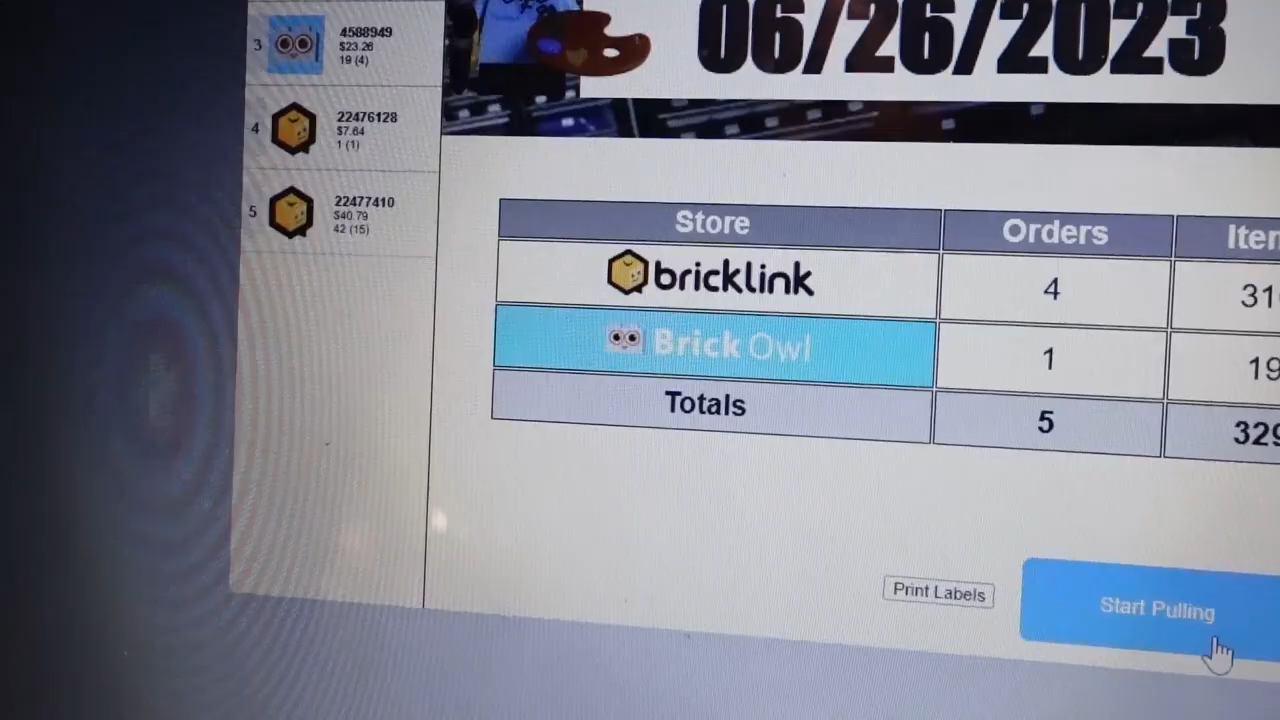 06/26/2023
3
4588949
$23.26
19 (4)
4
22476128
$7.64
1 (1)
5
22477410
$40.79
42 (15)
Store Orders
bricklink 4
Brick Owl 1 19
Totals 5
Print Labels
Start Pulling